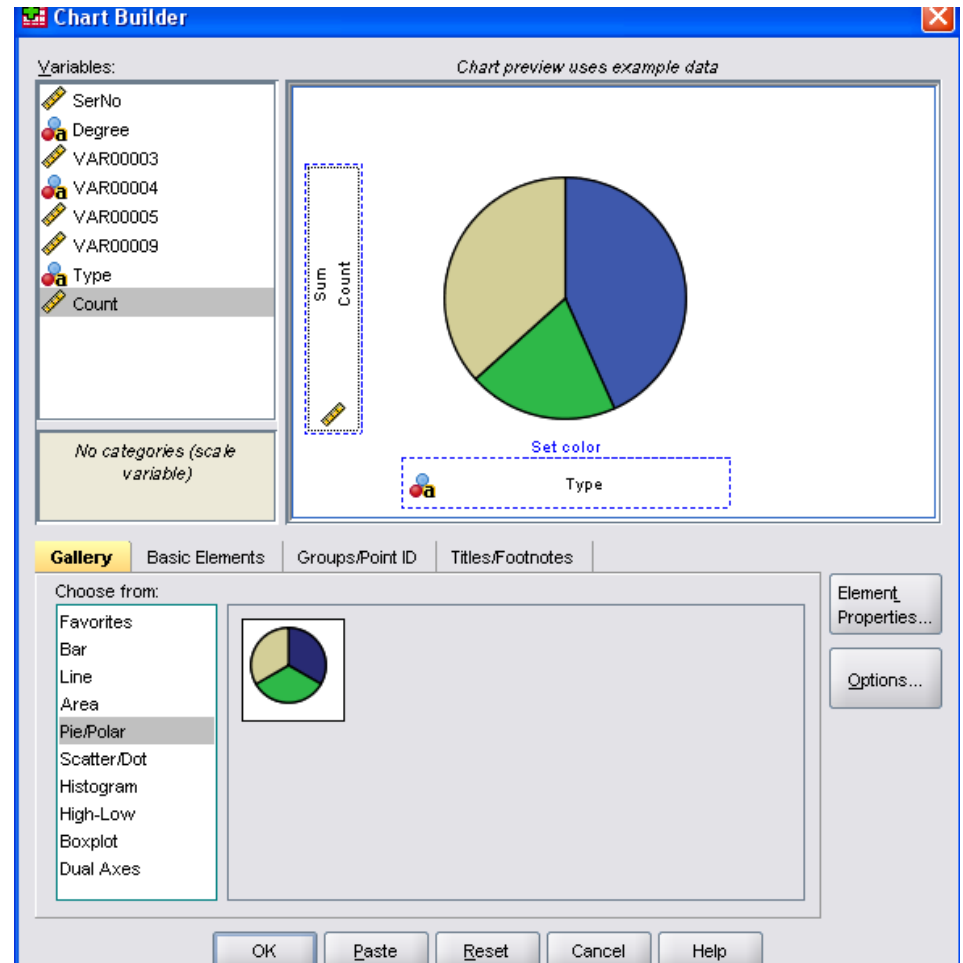 Chart Builder
Variables:
Chart preview uses example data
SerNo
a Degree
VAR00003
a VAR00004
VAR00005
VAR00009
a Type
Count
Sum
Count
No categories (scale
variable)
Set color
a Type
Gallery Basic Elements Groups/Point ID Titles/Footnotes
Choose from:
Favorites
Bar
Line
Area
Pie/Polar
Scatter/Dot
Histogram
High-Low
Boxplot
Dual Axes
Element
Properties...
Options...
OK Paste Reset Cancel Help